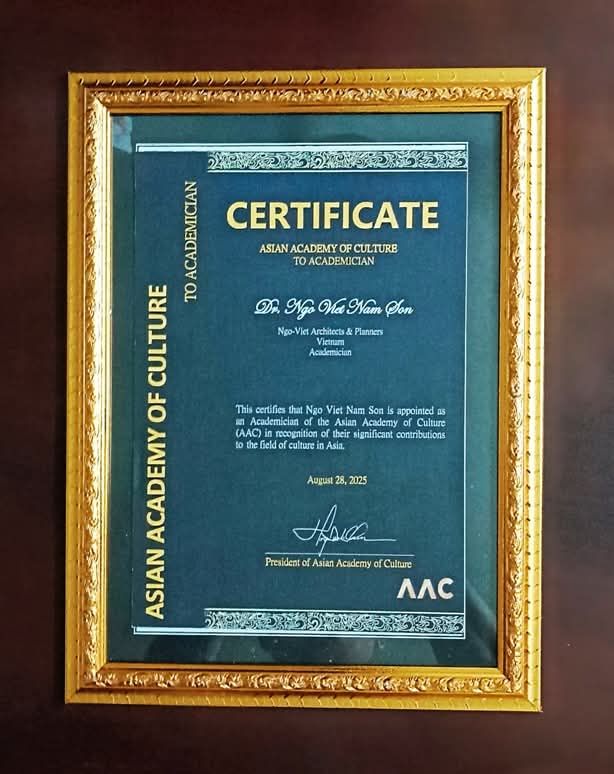 ASIAN ACADEMY OF CULTURE
TO ACADEMICIAN
CERTIFICATE
ASIAN ACADEMY OF CULTURE
TO ACADEMICIAN
Dr. Ngo Viet Nam Son
Ngo-Viet Architects & Planners
Vietnam
Academician
This certifies that Ngo Viet Nam Son is appointed as
an Academician of the Asian Academy of Culture
(AAC) in recognition of their significant contributions
to the field of culture in Asia.
August 28, 2025
President of Asian Academy of Culture
AAC